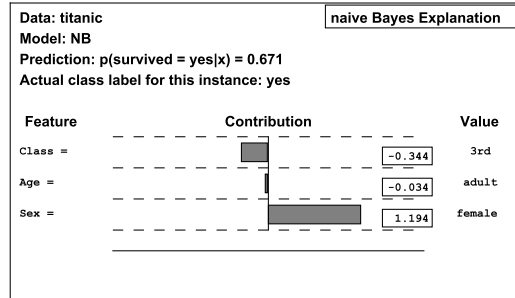 Data: titanic
naive Bayes Explanation
Model: NB
Prediction: p(survived = yes|x) = 0.671
Actual class label for this instance: yes
Feature Contribution Value
Class = -0.344 3rd
Age = -0.034 adult
Sex = 1.194 female